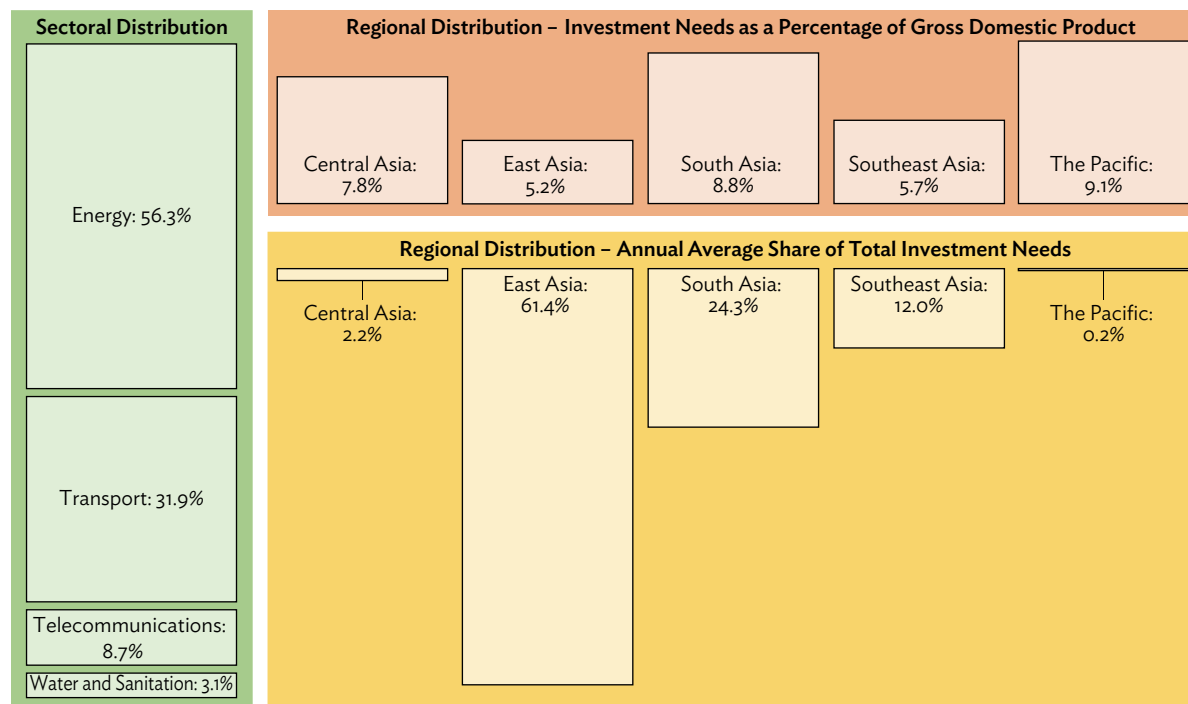 Sectoral Distribution
Energy: 56.3%
Transport: 31.9%
Telecommunications:
8.7%
Water and Sanitation: 3.1%
Regional Distribution – Investment Needs as a Percentage of Gross Domestic Product
Central Asia:
7.8%
East Asia:
5.2%
South Asia:
8.8%
Southeast Asia:
5.7%
The Pacific:
9.1%
Regional Distribution – Annual Average Share of Total Investment Needs
Central Asia:
2.2%
East Asia:
61.4%
South Asia:
24.3%
Southeast Asia:
12.0%
The Pacific:
0.2%